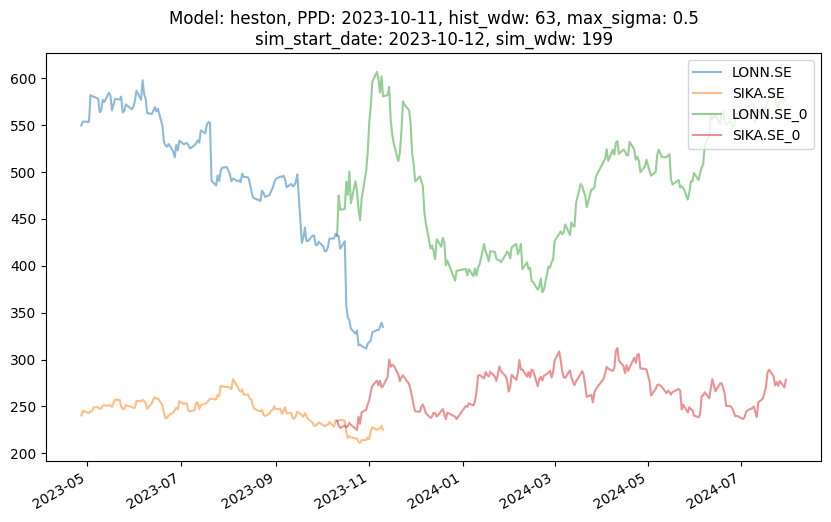 Model: heston, PPD: 2023-10-11, hist_wdw: 63, max_sigma: 0.5
sim_start_date: 2023-10-12, sim_wdw: 199
LONN.SE
SIKA.SE
LONN.SE_0
SIKA.SE_0
600
550
500
450
400
350
300
250
200
2023-05
2023-07
2023-09
2023-11
2024-01
2024-03
2024-05
2024-07